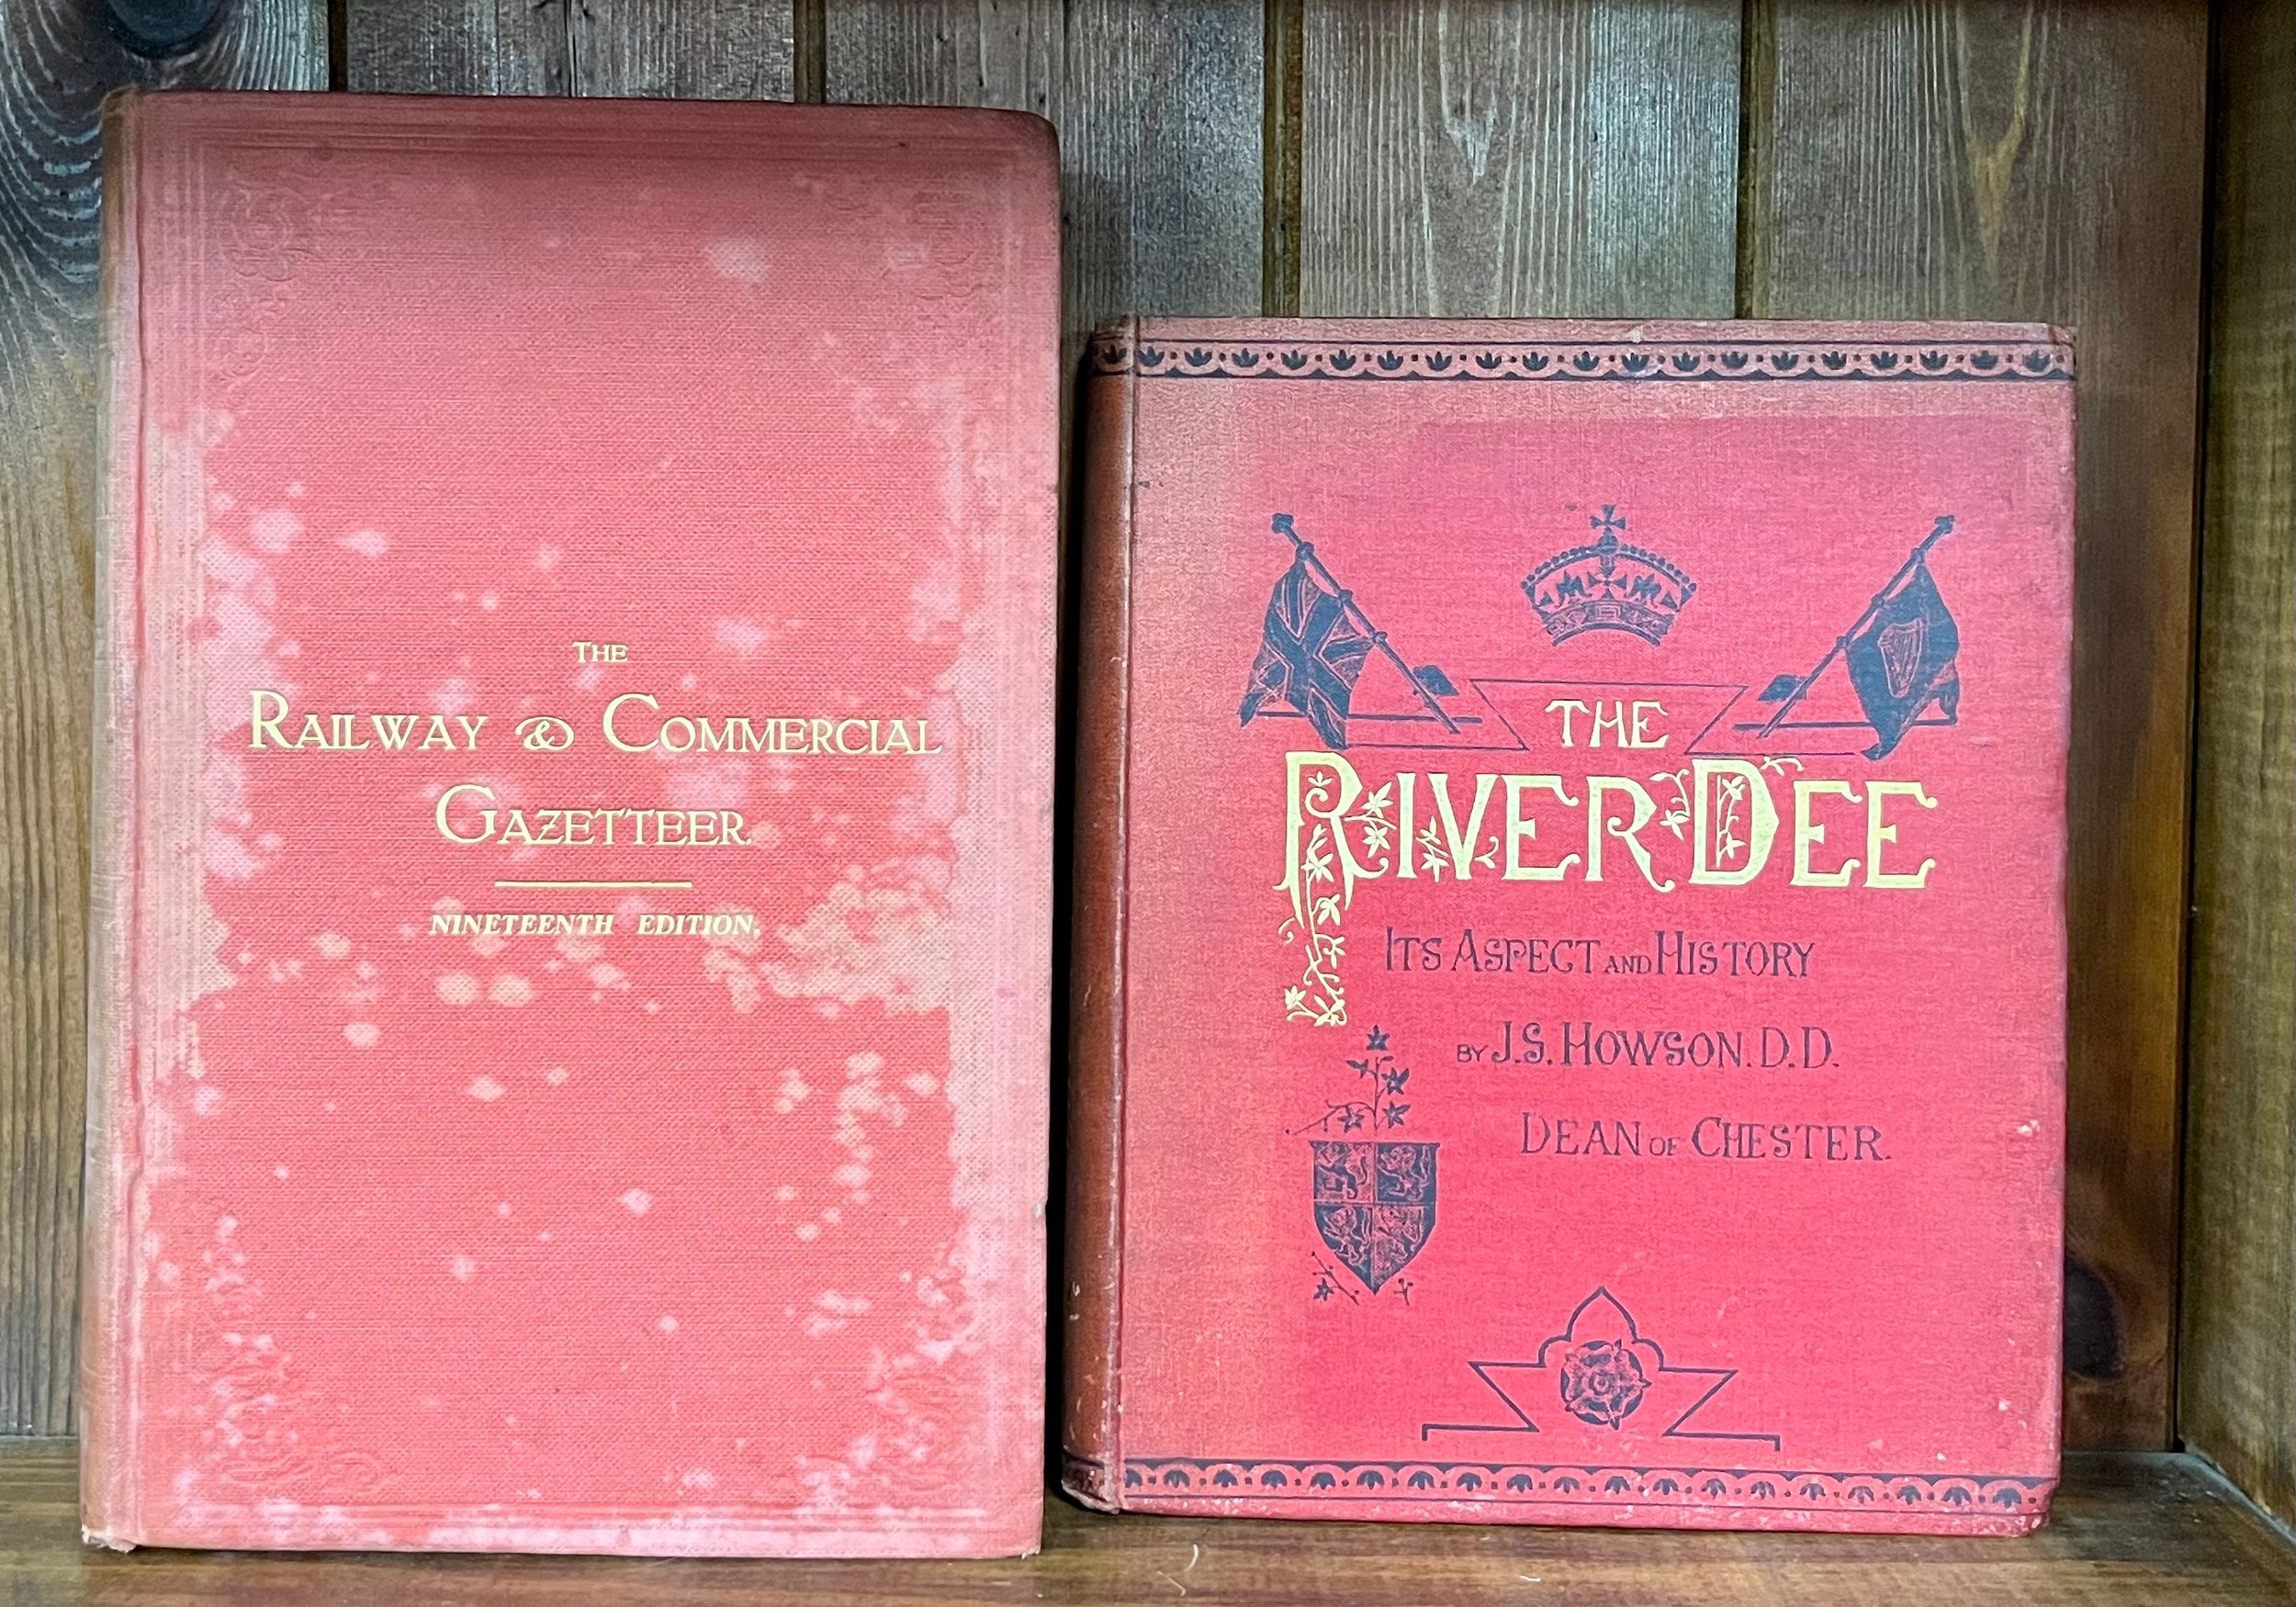 THE
RAILWAY & COMMERCIAL
GAZETTEER.
NINETEENTH EDITION.
THE
RIVER DEE
ITS ASPECT AND HISTORY
BY J.S. HOWSON. D.D.
DEAN OF CHESTER.